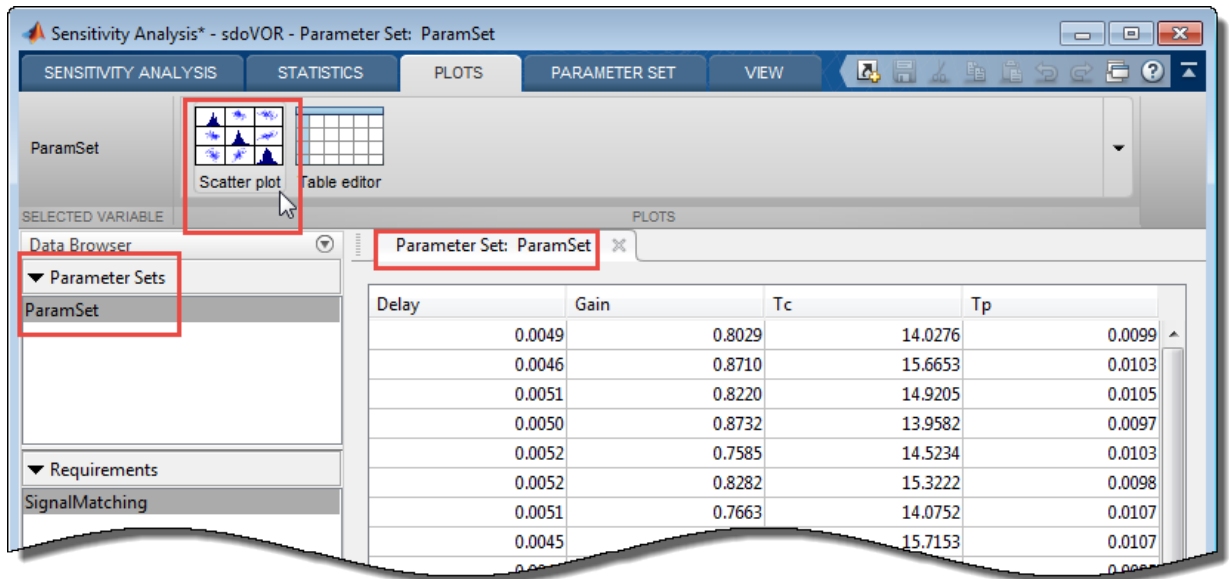 Sensitivity Analysis* - sdoVOR - Parameter Set: ParamSet
SENSITIVITY ANALYSIS STATISTICS PLOTS PARAMETER SET VIEW
ParamSet
Scatter plot Table editor
SELECTED VARIABLE PLOTS
Data Browser
Parameter Set: ParamSet
Parameter Sets
ParamSet
Delay Gain Tc Tp
0.0049 0.8029 14.0276 0.0099
0.0046 0.8710 15.6653 0.0103
0.0051 0.8220 14.9205 0.0105
0.0050 0.8732 13.9582 0.0097
0.0052 0.7585 14.5234 0.0103
Requirements
0.0052 0.8282 15.3222 0.0098
SignalMatching
0.0051 0.7663 14.0752 0.0107
0.0045 15.7153 0.0107